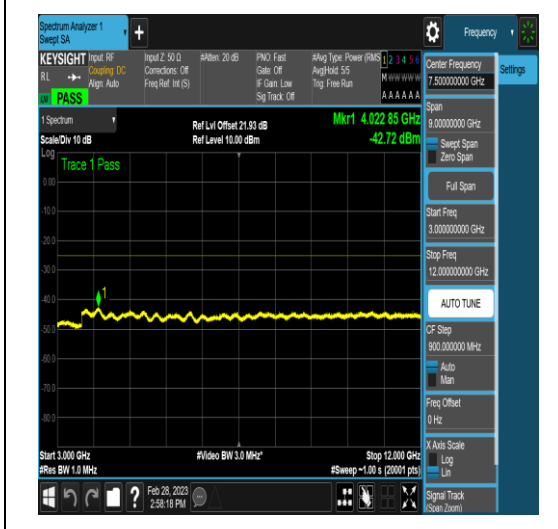 Spectrum Analyzer 1
Swept SA
+
Frequency
KEYSIGHT
Input: RF
Coupling: DC
Align: Auto
Input Z: 50 Ω
Corrections: Off
Freq Ref: Int (S)
#Atten: 20 dB
PNO: Fast
Gate: Off
IF Gain: Low
Sig Track: Off
#Avg Type: Power (RMS
Avg|Hold: 5/5
Trig: Free Run
1 2 3 4 5 6
M W W W W W
A A A A A A
RL
PASS
1 Spectrum
Scale/Div 10 dB
Ref Lvl Offset 21.93 dB
Ref Level 10.00 dBm
Mkr1 4.022 85 GHz
-42.72 dBm
Log
Trace 1 Pass
0.00
-10.0
-20.0
-30.0
-40.0
-50.0
-60.0
-70.0
-80.0
1
Start 3.000 GHz
#Res BW 1.0 MHz
#Video BW 3.0 MHz*
Stop 12.000 GHz
#Sweep ~1.00 s (20001 pts)
Feb 28, 2023
2:58:18 PM
Center Frequency
7.500000000 GHz
Settings
Span
9.00000000 GHz
Swept Span
Zero Span
Full Span
Start Freq
3.000000000 GHz
Stop Freq
12.000000000 GHz
AUTO TUNE
CF Step
900.000000 MHz
Auto
Man
Freq Offset
0 Hz
X Axis Scale
Log
Lin
Signal Track
(Span Zoom)